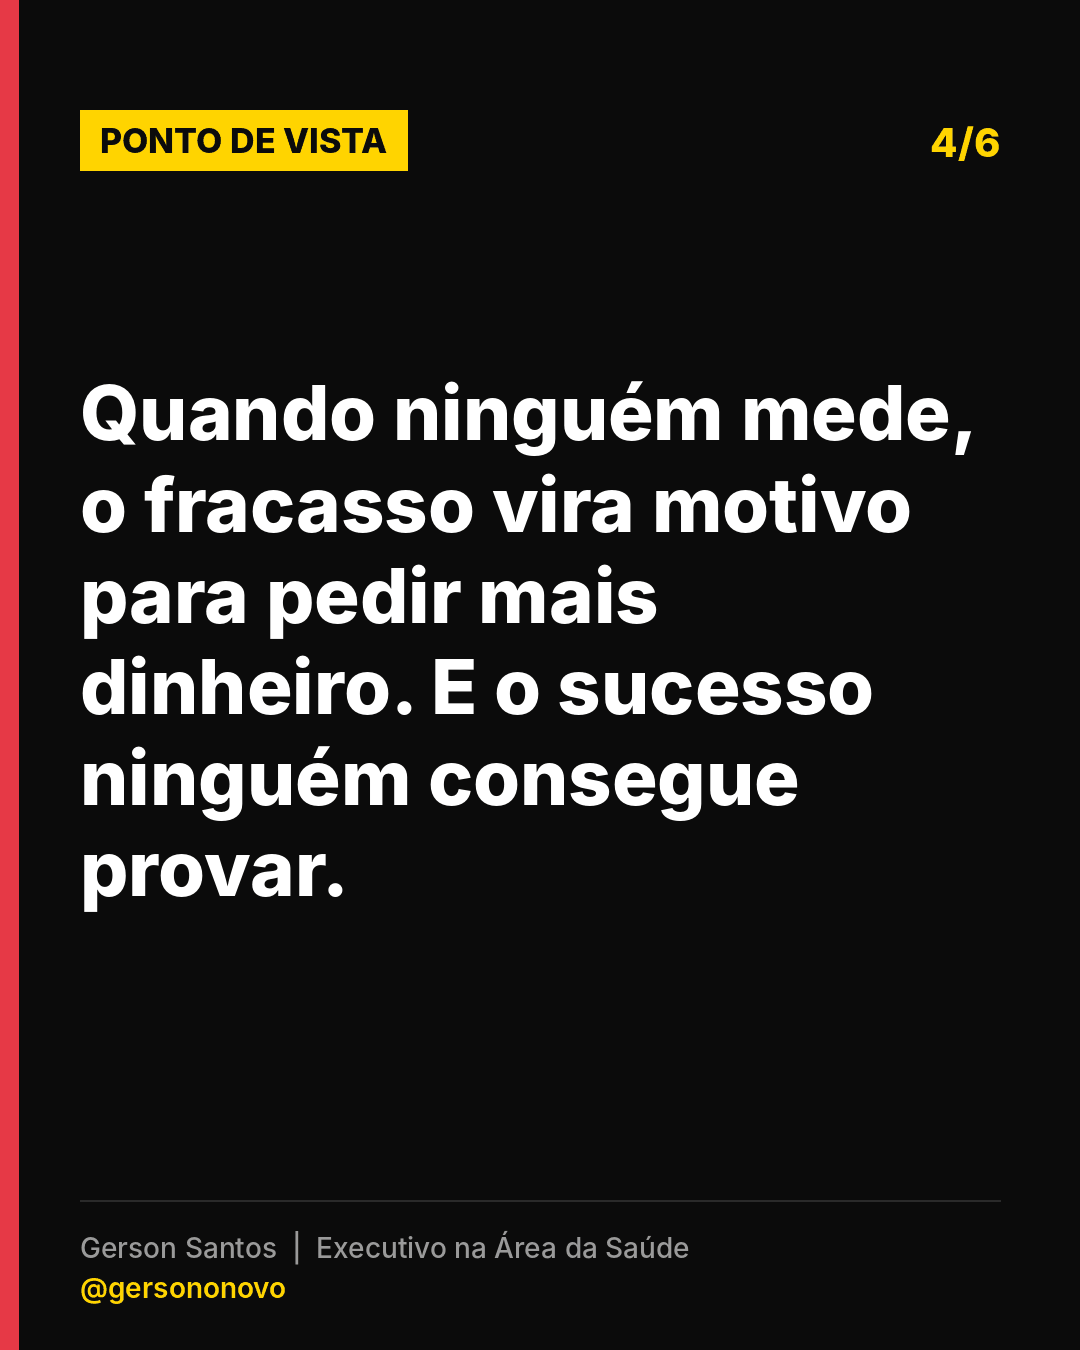 PONTO DE VISTA
4/6
Quando ninguém mede,
o fracasso vira motivo
para pedir mais
dinheiro. E o sucesso
ninguém consegue
provar.
Gerson Santos | Executivo na Área da Saúde
@gersononovo